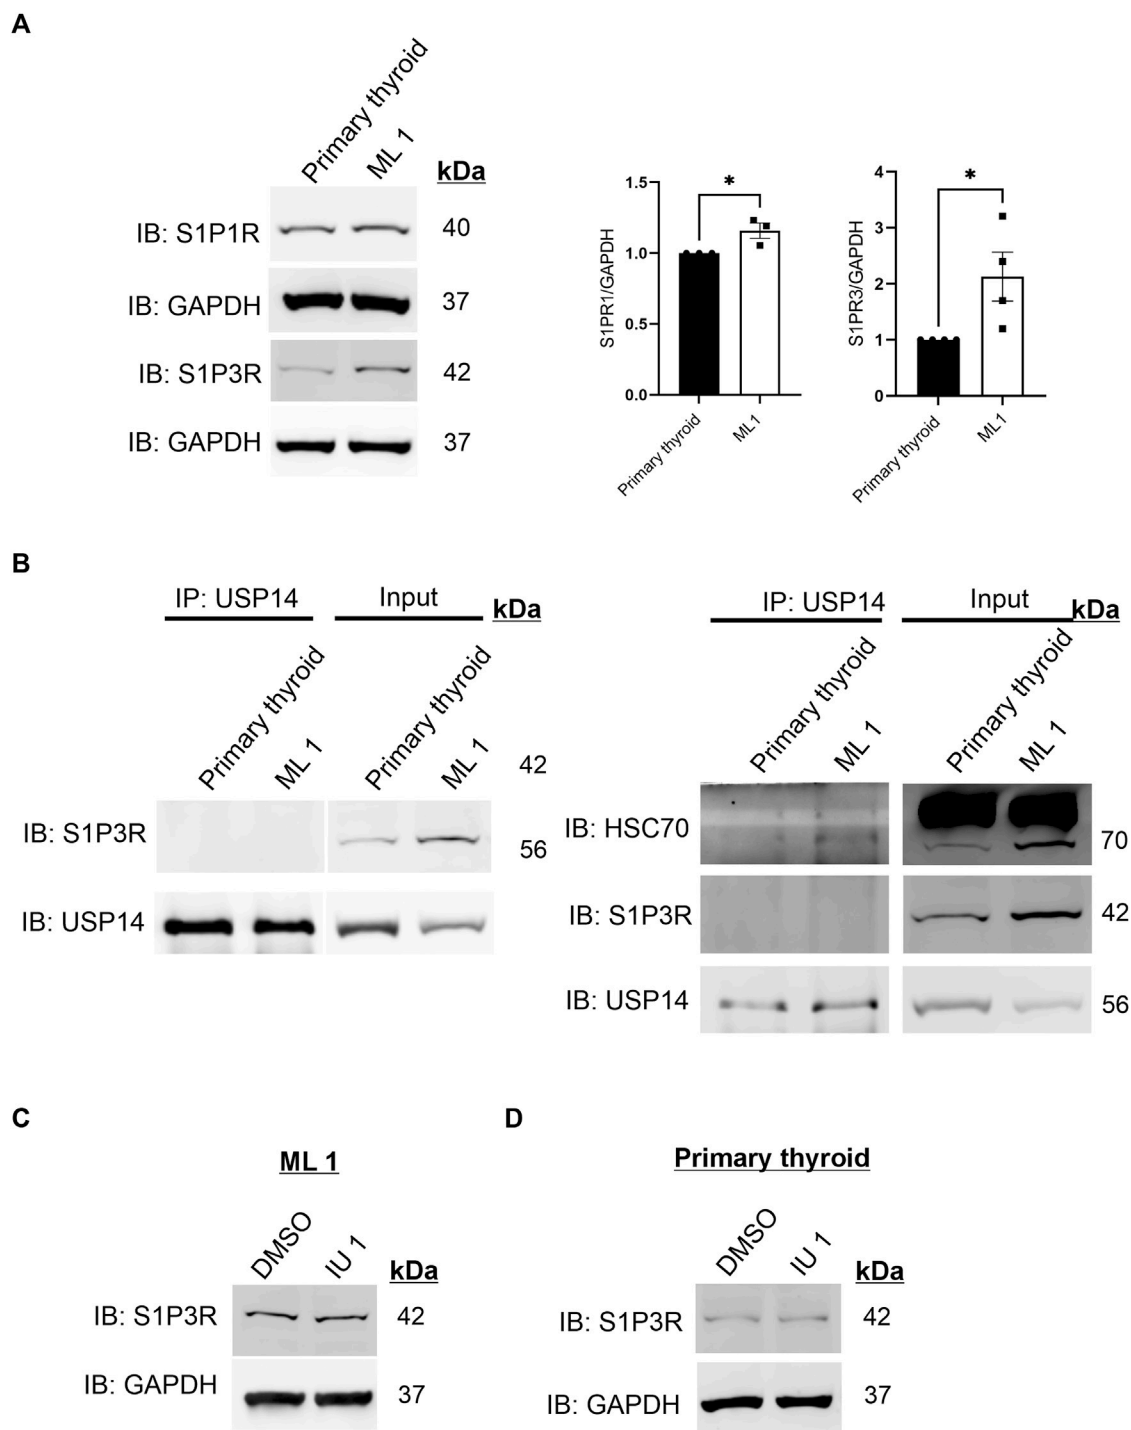 A
Primary thyroid
ML 1
kDa
IB: S1P1R
40
IB: GAPDH
37
IB: S1P3R
42
IB: GAPDH
37
S1PR1/GAPDH
1.5
1.0
0.5
0.0
*
Primary thyroid
ML1
S1PR3/GAPDH
4
3
2
1
0
*
Primary thyroid
ML1
B
IP: USP14
Input
kDa
Primary thyroid
ML 1
Primary thyroid
ML 1
42
IB: S1P3R
56
IB: USP14
IP: USP14
Input
kDa
Primary thyroid
ML 1
Primary thyroid
ML 1
IB: HSC70
70
IB: S1P3R
42
IB: USP14
56
C
ML 1
DMSO
IU 1
kDa
IB: S1P3R
42
IB: GAPDH
37
D
Primary thyroid
DMSO
IU 1
kDa
IB: S1P3R
42
IB: GAPDH
37